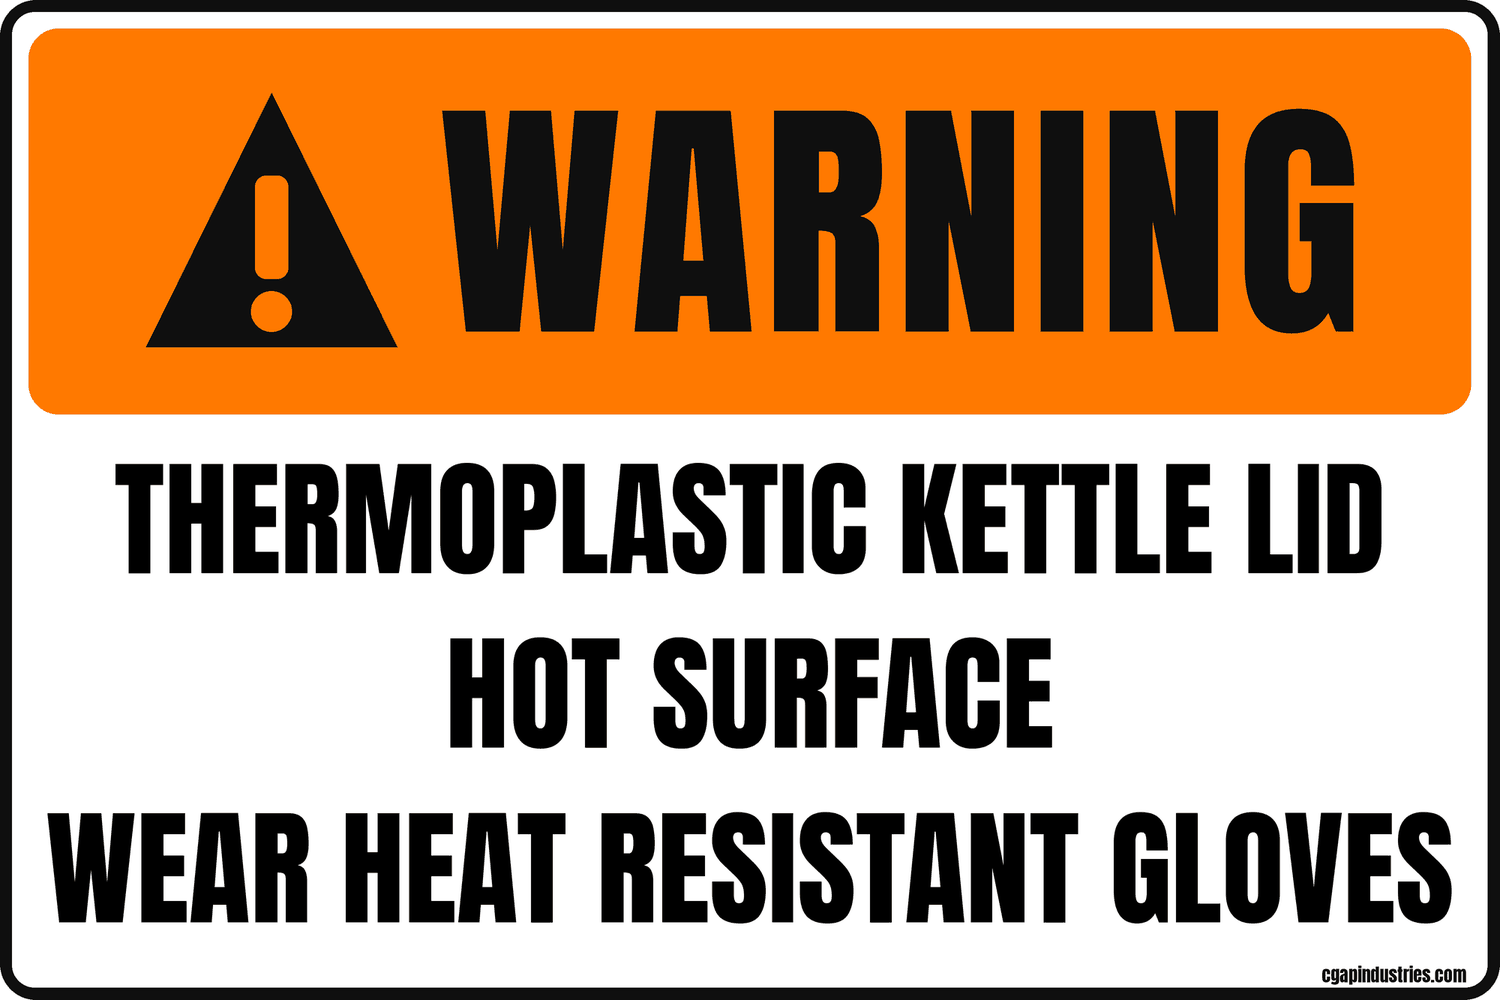 WARNING
THERMOPLASTIC KETTLE LID
HOT SURFACE
WEAR HEAT RESISTANT GLOVES
cgapindustries.com